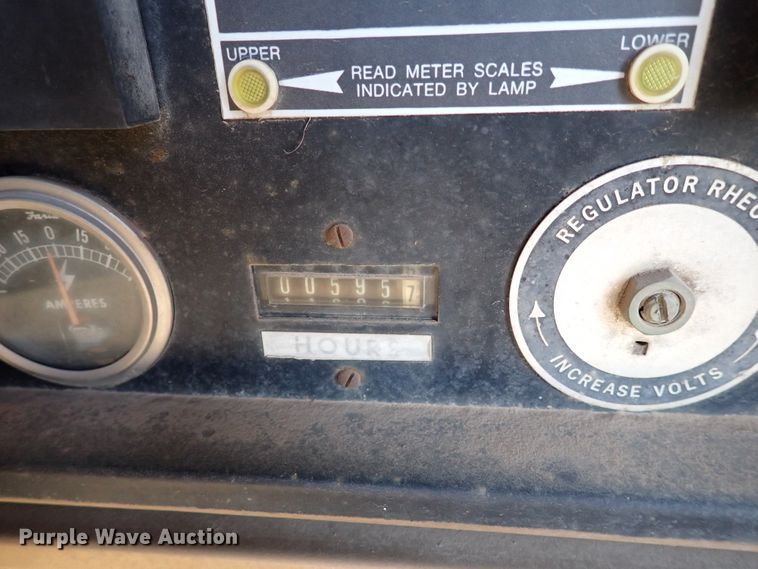 UPPER
LOWER
READ METER SCALES
INDICATED BY LAMP
15 0 15
AMPERES
005957
HOURS
REGULATOR
INCREASE VOLTS
Purple Wave Auction